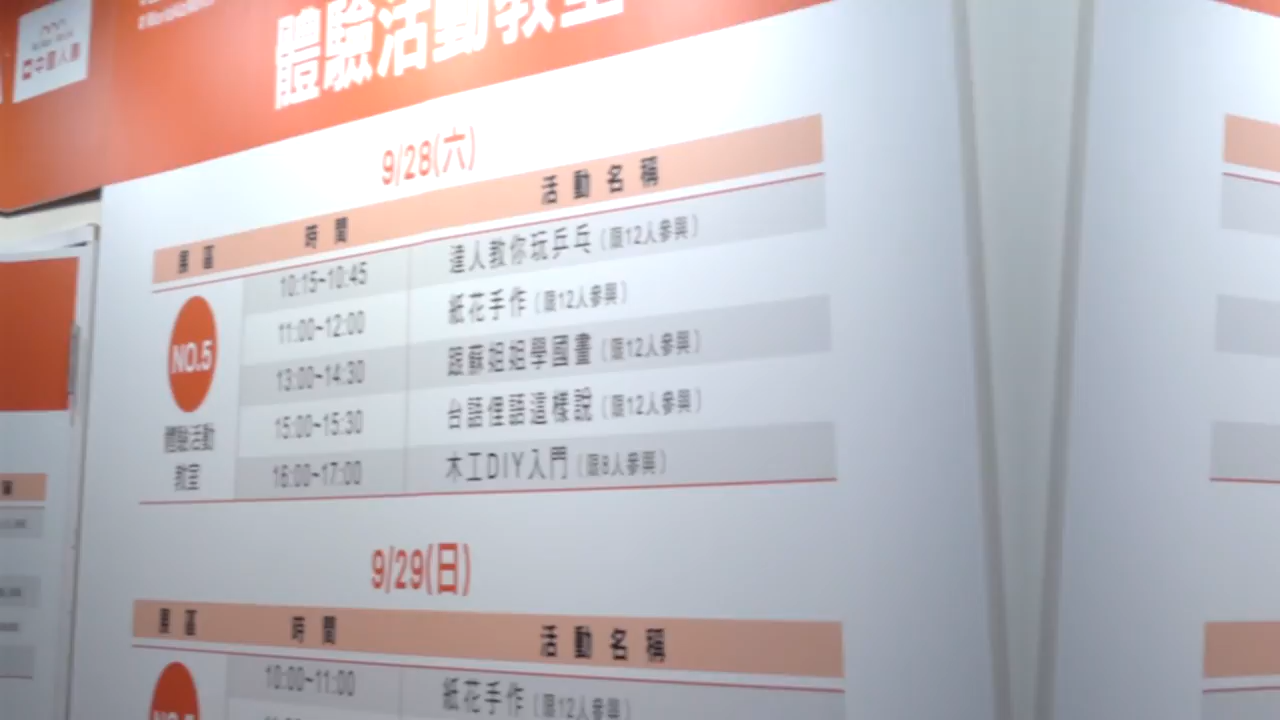 體驗活動教室
9/28(六)
展區 時間 活動名稱
10:15~10:45 達人教你玩乒乓（限12人參與）
11:00~12:00 紙花手作（限12人參與）
NO.5
13:00~14:30 跟蘇姐姐學國畫（限12人參與）
15:00~15:30 台語俚語這樣說（限12人參與）
體驗活動
教室
16:00~17:00 木工DIY入門（限8人參與）
9/29(日)
展區 時間 活動名稱
10:00~11:00 紙花手作（限12人參與）